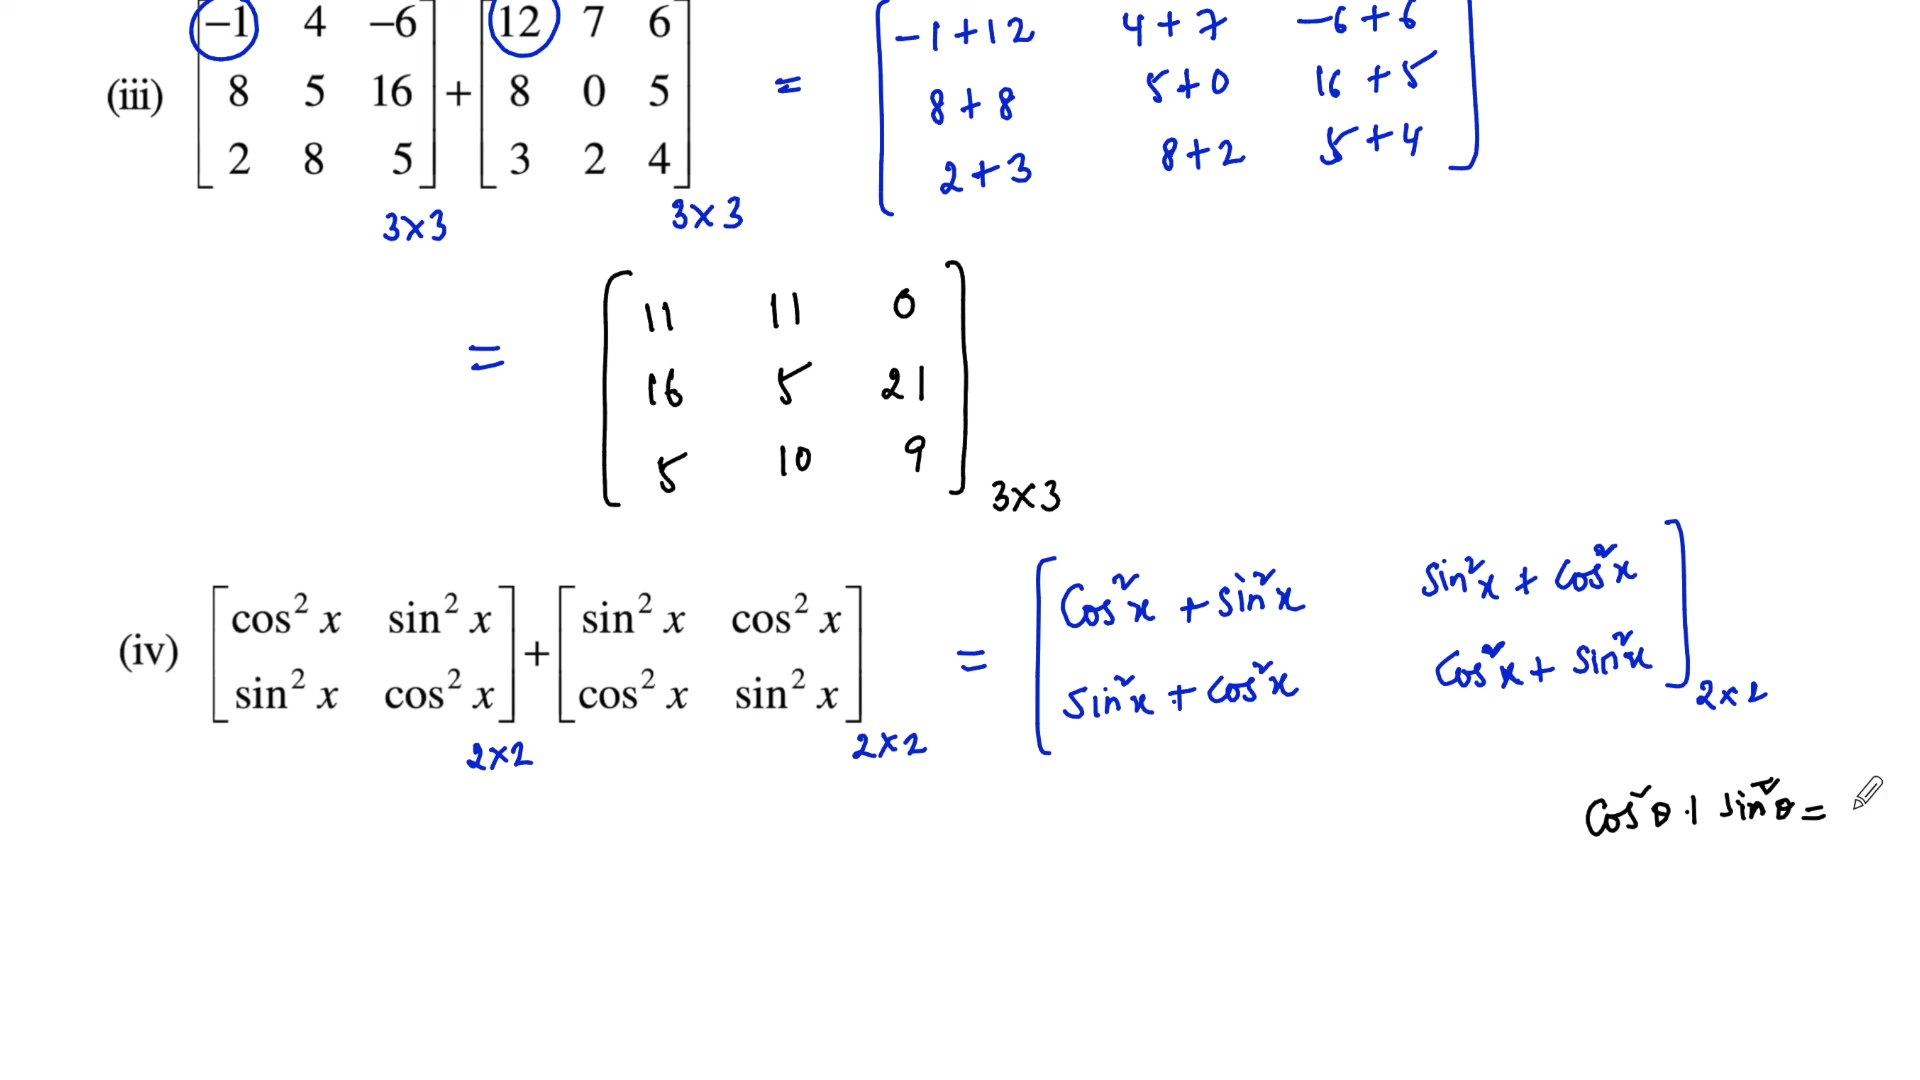 (iii) [−1 4 −6; 8 5 16; 2 8 5] 3×3 + [12 7 6; 8 0 5; 3 2 4] 3×3 = [−1+12 4+7 −6+6; 8+8 5+0 16+5; 2+3 8+2 5+4]
= [11 11 0; 16 5 21; 5 10 9] 3×3
(iv) [cos² x sin² x; sin² x cos² x] 2×2 + [sin² x cos² x; cos² x sin² x] 2×2 = [Cos²x + sin²x sin²x + cos²x; sin²x + cos²x cos²x + sin²x] 2×2
Cos²θ + sin²θ =